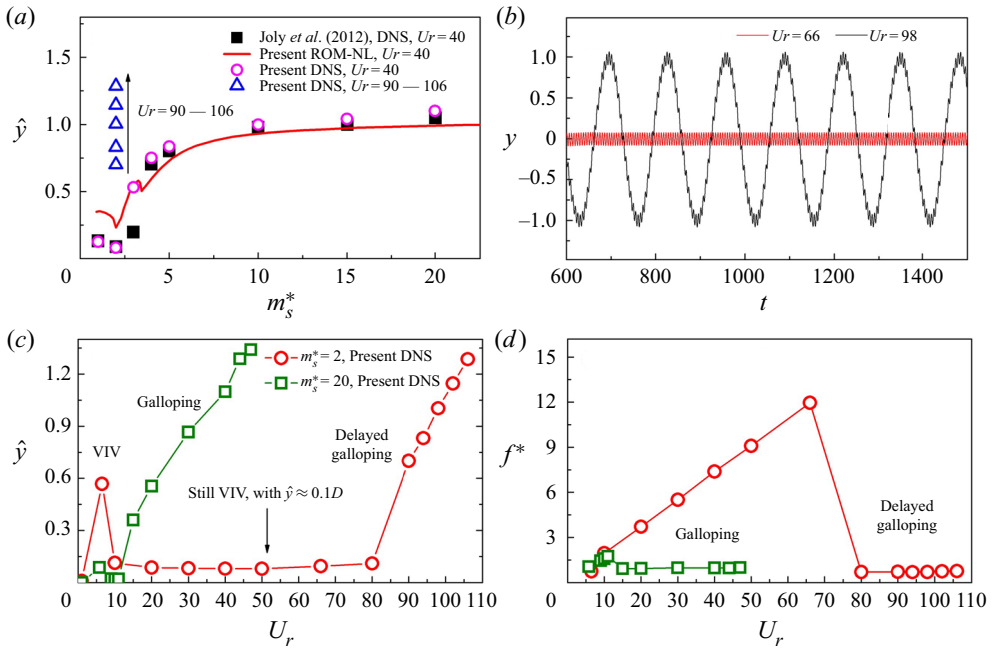 (a)
1.5
1.0
0.5
0
5
10
15
20
ŷ
m*s
Joly et al. (2012), DNS, Ur=40
Present ROM-NL, Ur=40
Present DNS, Ur=40
Present DNS, Ur=90 — 106
Ur=90 — 106
(b)
1.0
0.5
0
−0.5
−1.0
600
800
1000
1200
1400
y
t
Ur=66
Ur=98
(c)
1.2
0.9
0.6
0.3
0
10
20
30
40
50
60
70
80
90
100
110
ŷ
Ur
m*s= 2, Present DNS
m*s= 20, Present DNS
Galloping
VIV
Still VIV, with ŷ≈0.1D
Delayed
galloping
(d)
15
12
9
6
3
0
10
20
30
40
50
60
70
80
90
100
110
f*
Ur
Galloping
Delayed
galloping